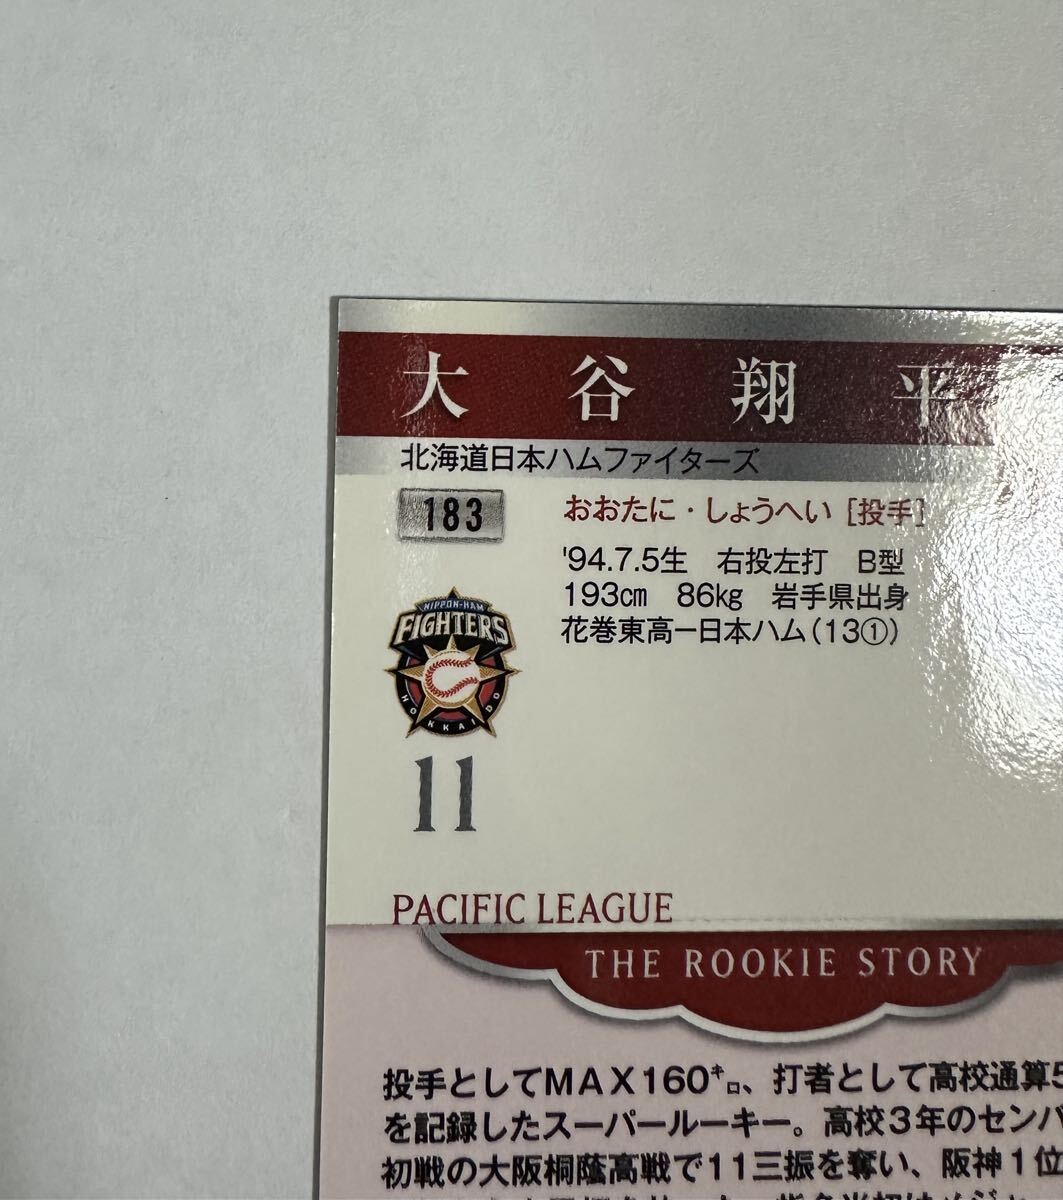 大谷翔平
北海道日本ハムファイターズ
183
おおたに・しょうへい [投手]
'94.7.5生 右投左打 B型
193cm 86kg 岩手県出身
花巻東高ー日本ハム(13①)
NIPPON-HAM
FIGHTERS
HOKKAIDO
11
PACIFIC LEAGUE
THE ROOKIE STORY
投手としてMAX160㌔、打者として高校通算5
を記録したスーパールーキー。高校3年のセンバ
初戦の大阪桐蔭高戦で11三振を奪い、阪神1位